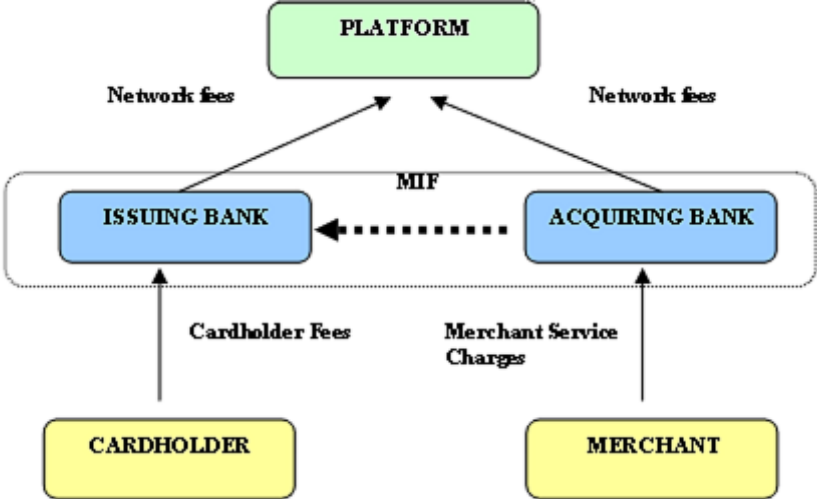 PLATFORM
Network fees
Network fees
MIF
ISSUING BANK
ACQUIRING BANK
Cardholder Fees
Merchant Service
Charges
CARDHOLDER
MERCHANT